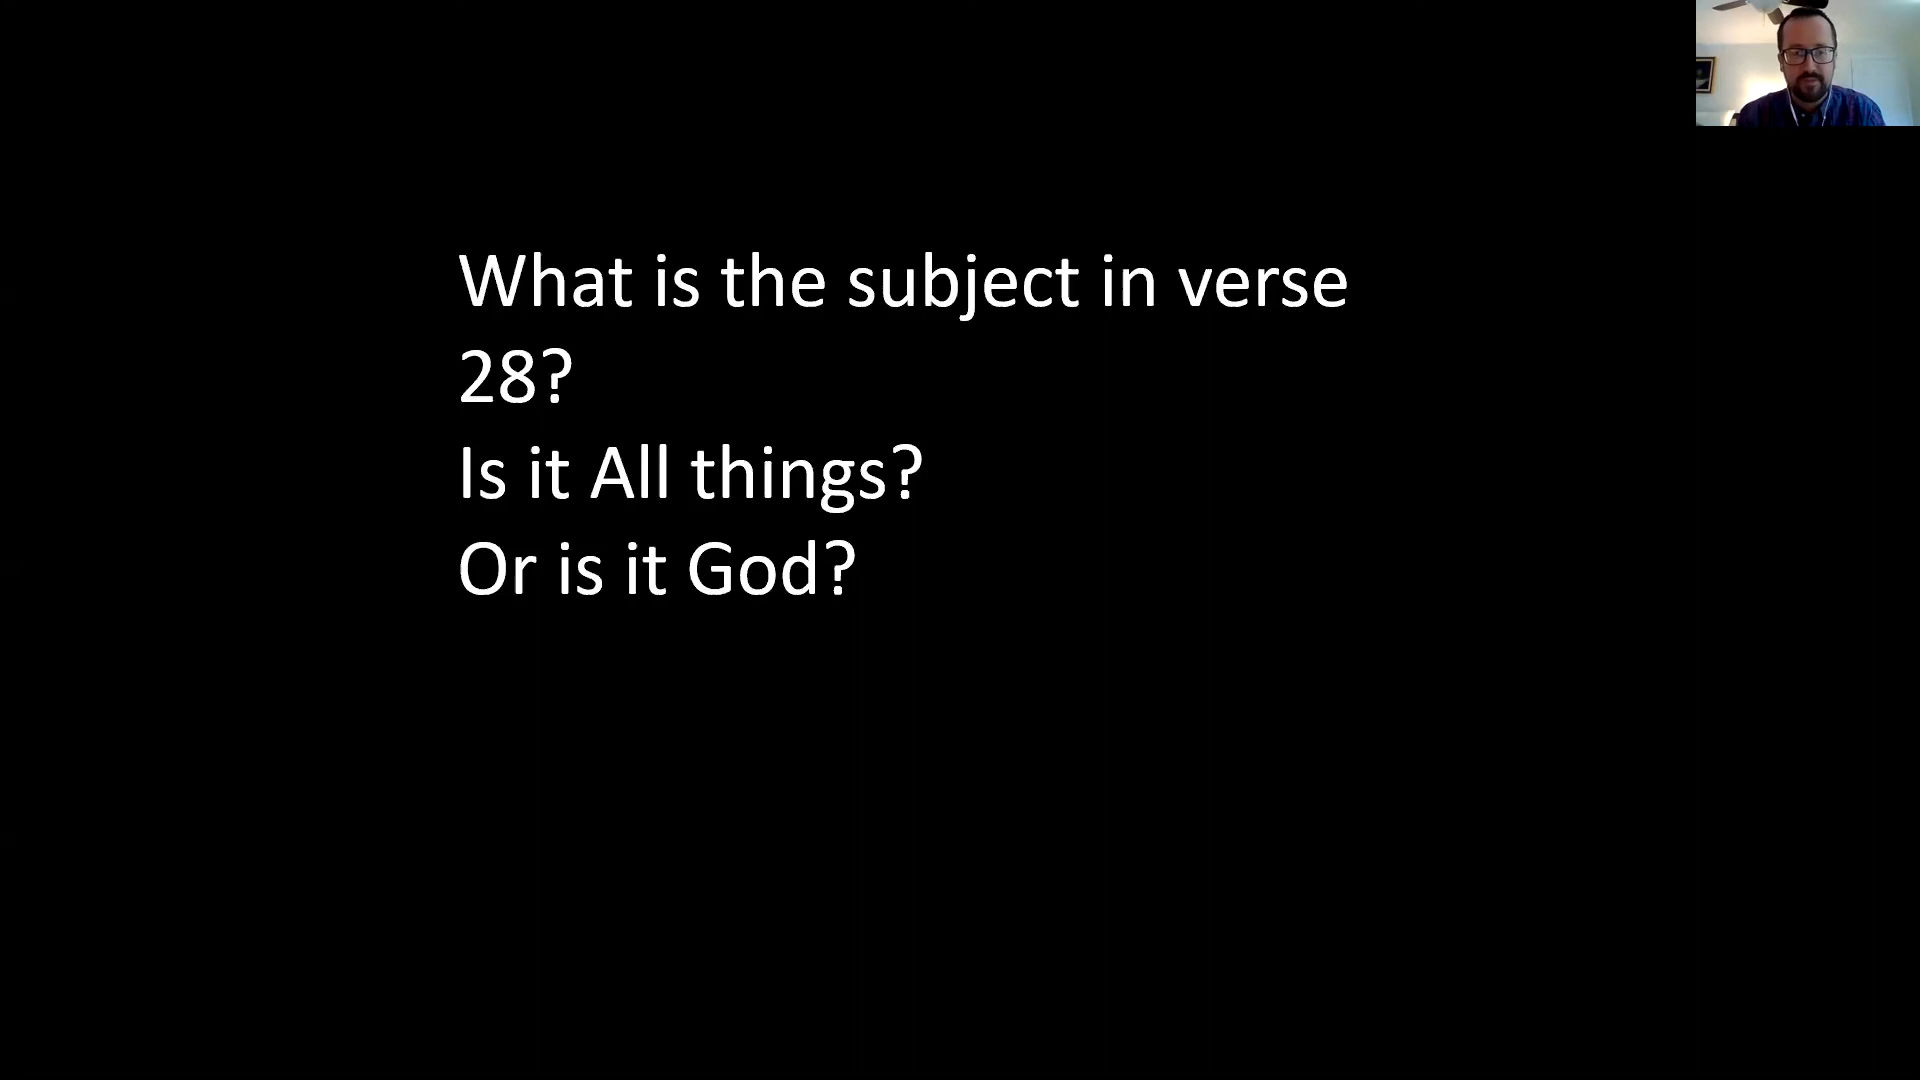 What is the subject in verse
28?
Is it All things?
Or is it God?